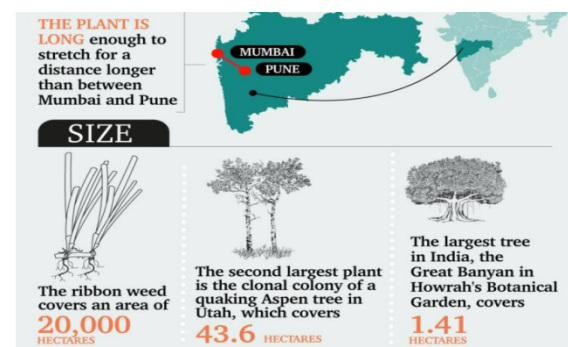 THE PLANT IS
LONG enough to
stretch for a
distance longer
than between
Mumbai and Pune
MUMBAI
PUNE
SIZE
The ribbon weed
covers an area of
20,000
HECTARES
The second largest plant
is the clonal colony of a
quaking Aspen tree in
Utah, which covers
43.6 HECTARES
The largest tree
in India, the
Great Banyan in
Howrah's Botanical
Garden, covers
1.41
HECTARES